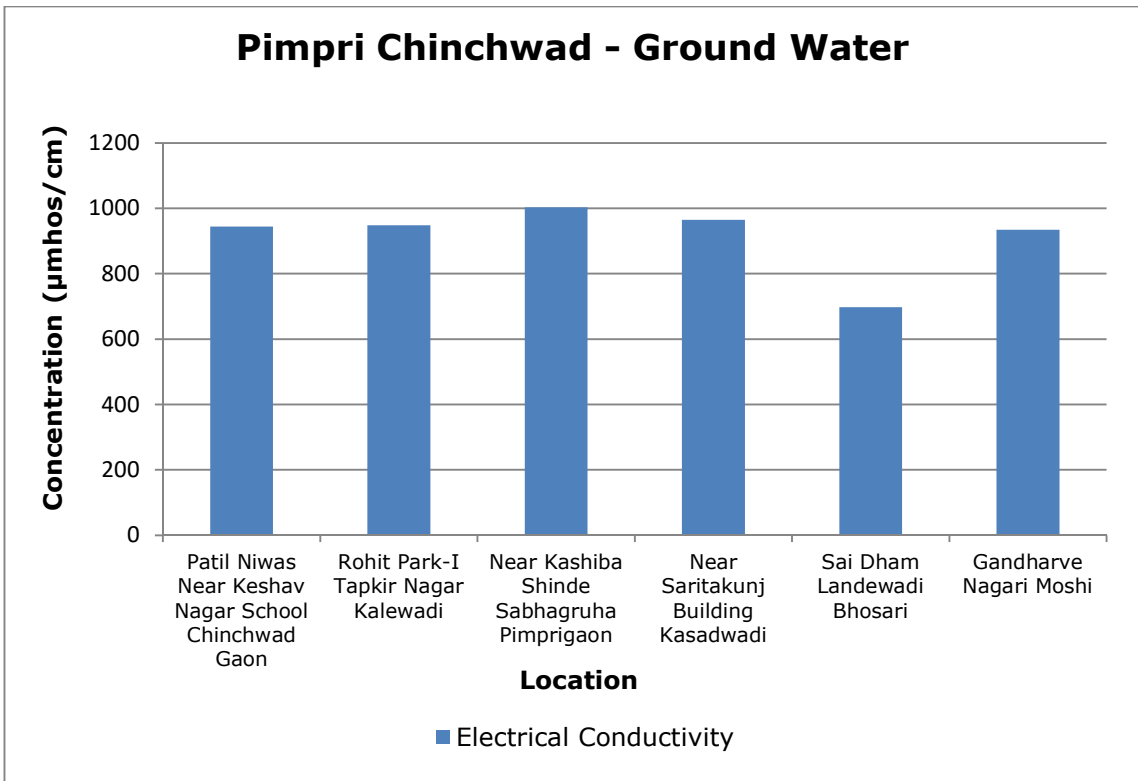 Pimpri Chinchwad - Ground Water
Concentration (µmhos/cm)
1200
1000
800
600
400
200
0
Patil Niwas
Near Keshav
Nagar School
Chinchwad
Gaon
Rohit Park-I
Tapkir Nagar
Kalewadi
Near Kashiba
Shinde
Sabhagruha
Pimprigaon
Near
Saritakunj
Building
Kasadwadi
Sai Dham
Landewadi
Bhosari
Gandharve
Nagari Moshi
Location
Electrical Conductivity